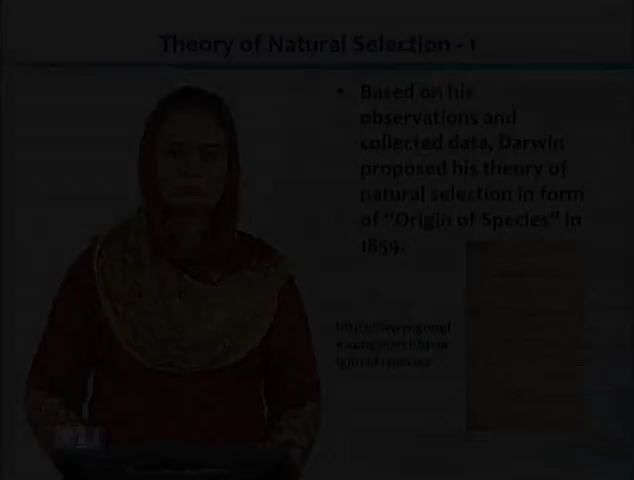 Theory of Natural Selection - 1
• Based on his
observations and
collected data, Darwin
proposed his theory of
natural selection in form
of "Origin of Species" in
1859.